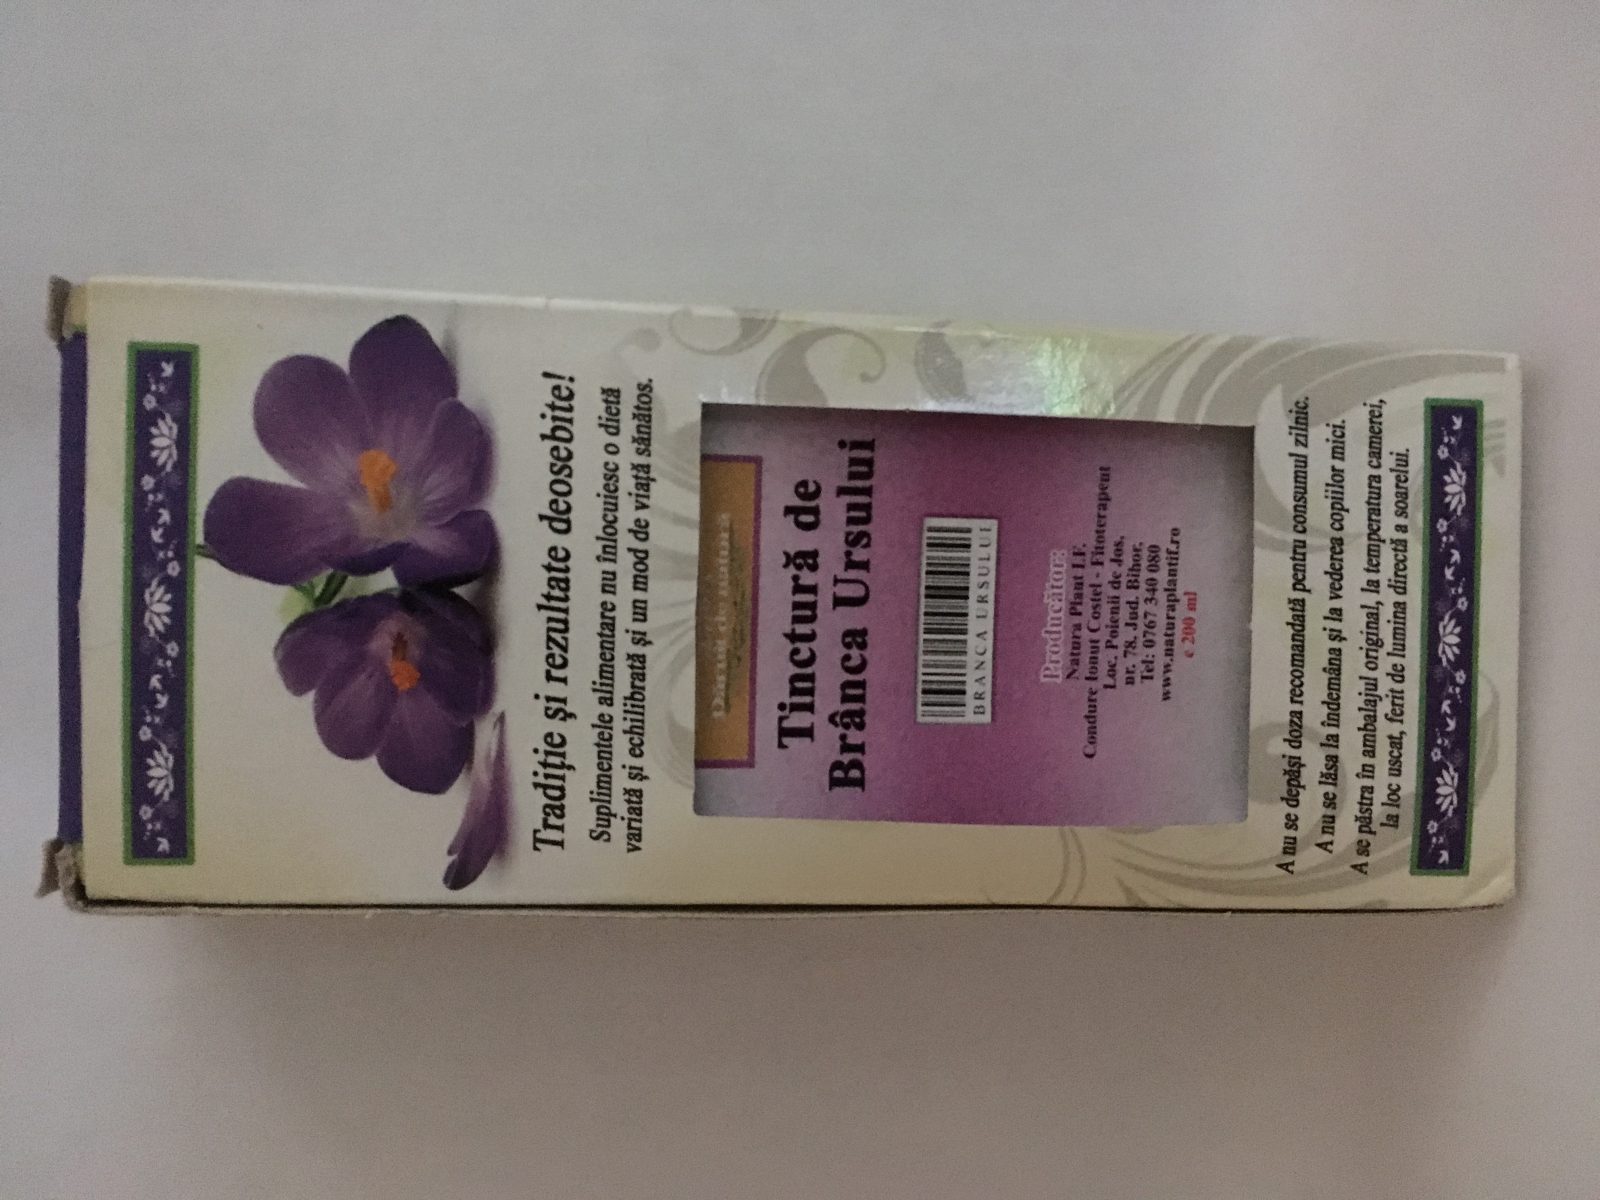 Tradiție și rezultate deosebite!
Suplimentele alimentare nu înlocuiesc o dietă
variată și echilibrată și un mod de viață sănătos.
Tinctură de
Brânca Ursului
BRANCA URSULUI
Producător:
Natura Plant I.F.
Condure Ionut Costel - Fitoterapeut
Loc. Poienii de Jos,
nr. 78, Jud. Bihor,
Tel: 0767 340 080
www.naturaplantif.ro
e 200 ml
A nu se depăși doza recomandată pentru consumul zilnic.
A nu se lăsa la îndemâna și la vederea copiilor mici.
A se păstra în ambalajul original, la temperatura camerei,
la loc uscat, ferit de lumina directă a soarelui.